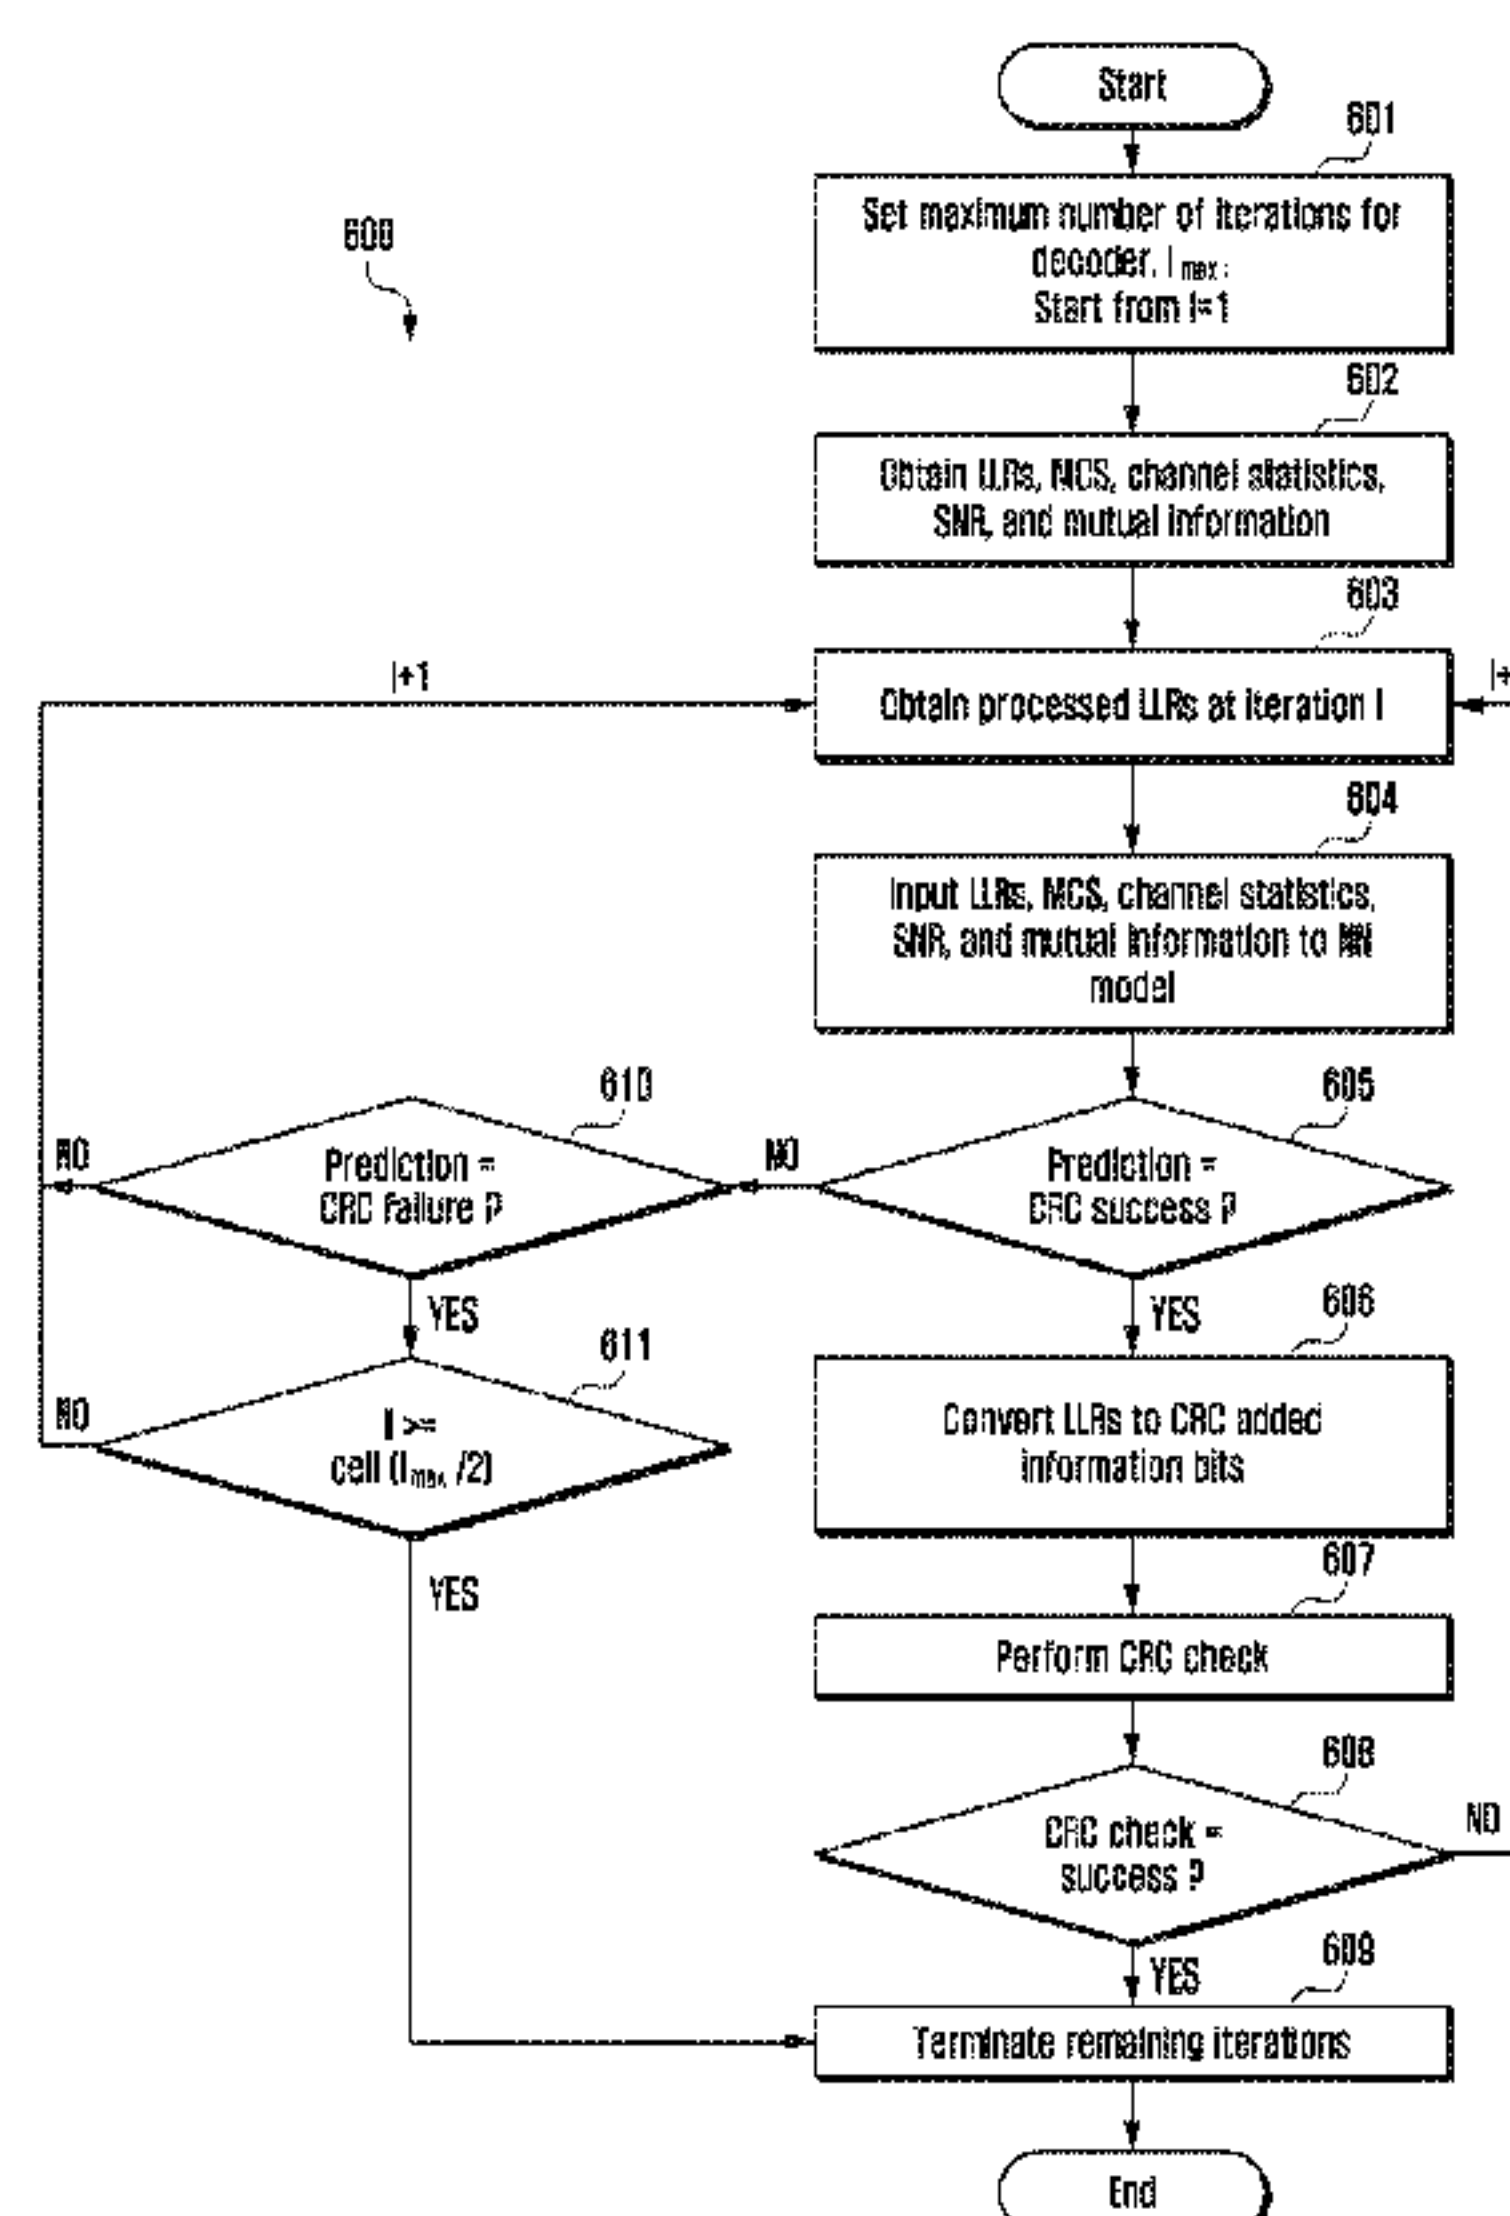 Start
601
Set maximum number of iterations for
decoder, I max ;
Start from I=1
600
602
Obtain LLRs, MCS, channel statistics,
SNR, and mutual information
603
I+1
I+
Obtain processed LLRs at iteration I
604
Input LLRs, MCS, channel statistics,
SNR, and mutual information to NN
model
610
605
NO
Prediction =
CRC failure ?
NO
Prediction =
CRC success ?
YES
YES
611
606
NO
I >=
ceil (I max /2)
Convert LLRs to CRC added
information bits
YES
607
Perform CRC check
608
CRC check =
success ?
NO
YES
609
Terminate remaining iterations
End